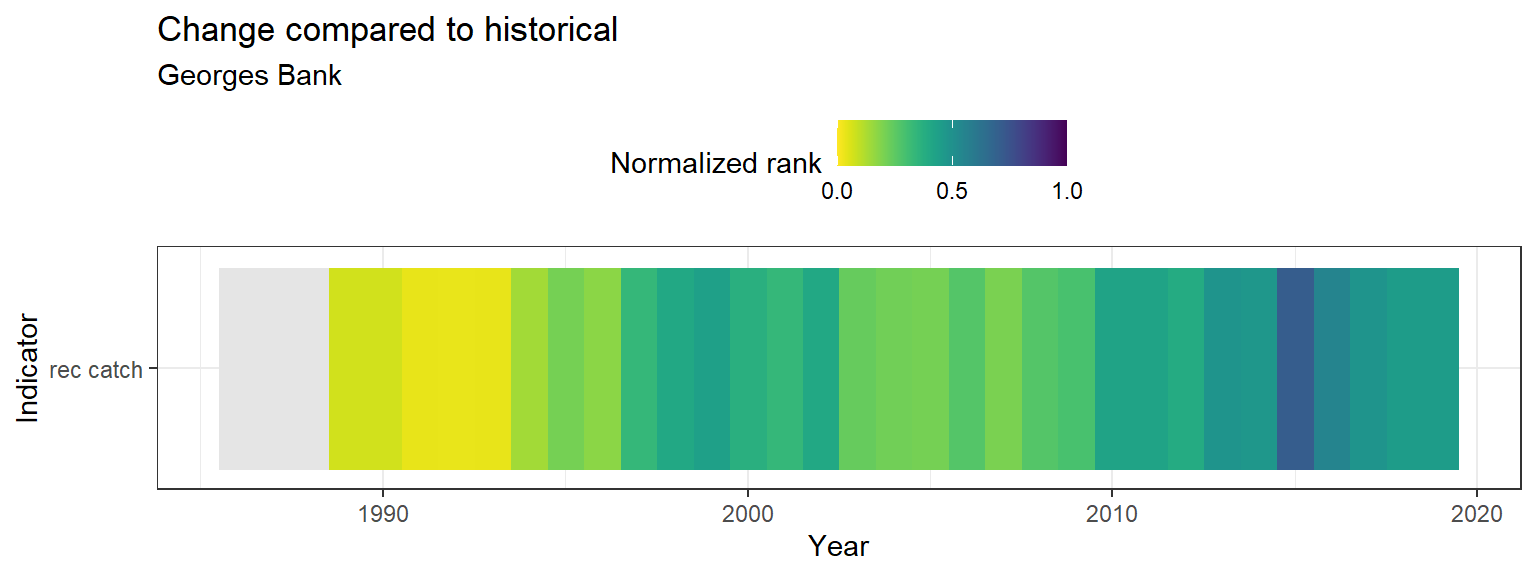 Change compared to historical
Georges Bank
Normalized rank
0.0 0.5 1.0
Indicator
rec catch
1990 2000 2010 2020
Year